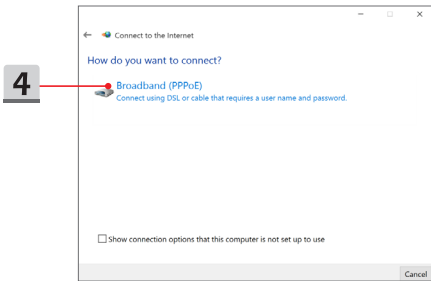 Connect to the Internet
How do you want to connect?
4
Broadband (PPPoE)
Connect using DSL or cable that requires a user name and password.
Show connection options that this computer is not set up to use
Cancel